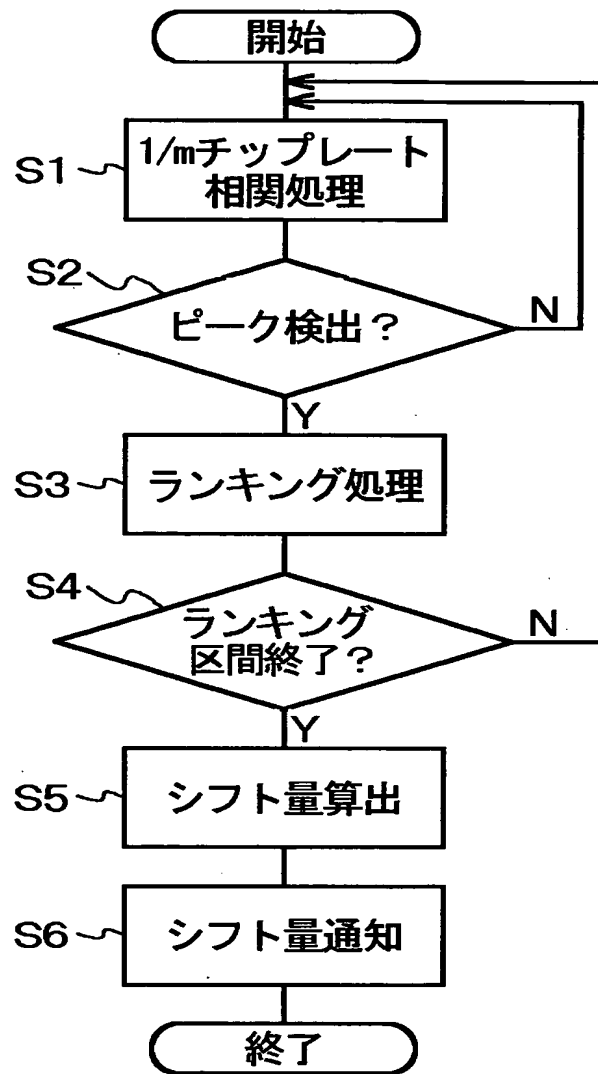 開始
S1
1/mチップレート
相関処理
S2
ピーク検出？
N
Y
S3
ランキング処理
S4
ランキング
区間終了？
N
Y
S5
シフト量算出
S6
シフト量通知
終了